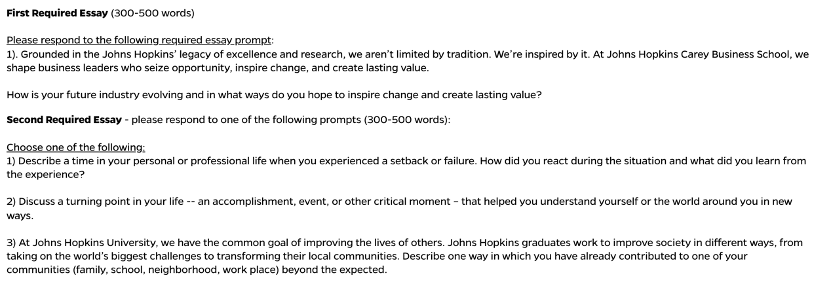 First Required Essay (300-500 words)
Please respond to the following required essay prompt:
1). Grounded in the Johns Hopkins' legacy of excellence and research, we aren't limited by tradition. We're inspired by it. At Johns Hopkins Carey Business School, we
shape business leaders who seize opportunity, inspire change, and create lasting value.
How is your future industry evolving and in what ways do you hope to inspire change and create lasting value?
Second Required Essay - please respond to one of the following prompts (300-500 words):
Choose one of the following:
1) Describe a time in your personal or professional life when you experienced a setback or failure. How did you react during the situation and what did you learn from
the experience?
2) Discuss a turning point in your life -- an accomplishment, event, or other critical moment – that helped you understand yourself or the world around you in new
ways.
3) At Johns Hopkins University, we have the common goal of improving the lives of others. Johns Hopkins graduates work to improve society in different ways, from
taking on the world's biggest challenges to transforming their local communities. Describe one way in which you have already contributed to one of your
communities (family, school, neighborhood, work place) beyond the expected.